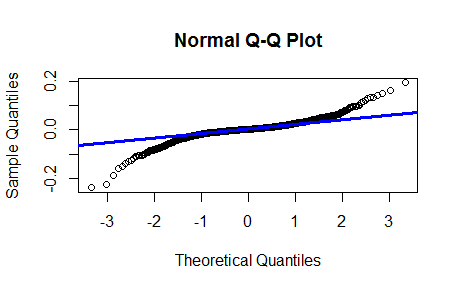 Normal Q-Q Plot
Sample Quantiles
0.2
0.0
-0.2
-3 -2 -1 0 1 2 3
Theoretical Quantiles